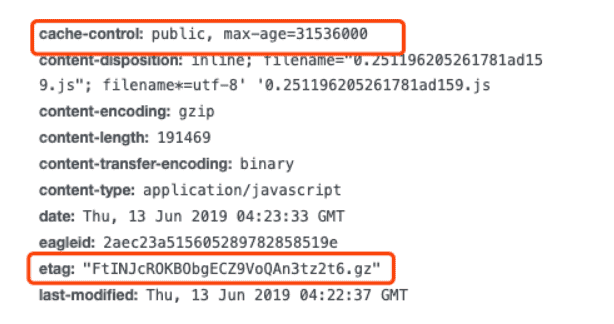 cache-control: public, max-age=31536000
content-disposition: inline; filename="0.251196205261781ad15
9.js"; filename*=utf-8' '0.251196205261781ad159.js
content-encoding: gzip
content-length: 191469
content-transfer-encoding: binary
content-type: application/javascript
date: Thu, 13 Jun 2019 04:23:33 GMT
eagleid: 2aec23a515605289782858519e
etag: "FtINJcROKBObgECZ9VoQAn3tz2t6.gz"
last-modified: Thu, 13 Jun 2019 04:22:37 GMT